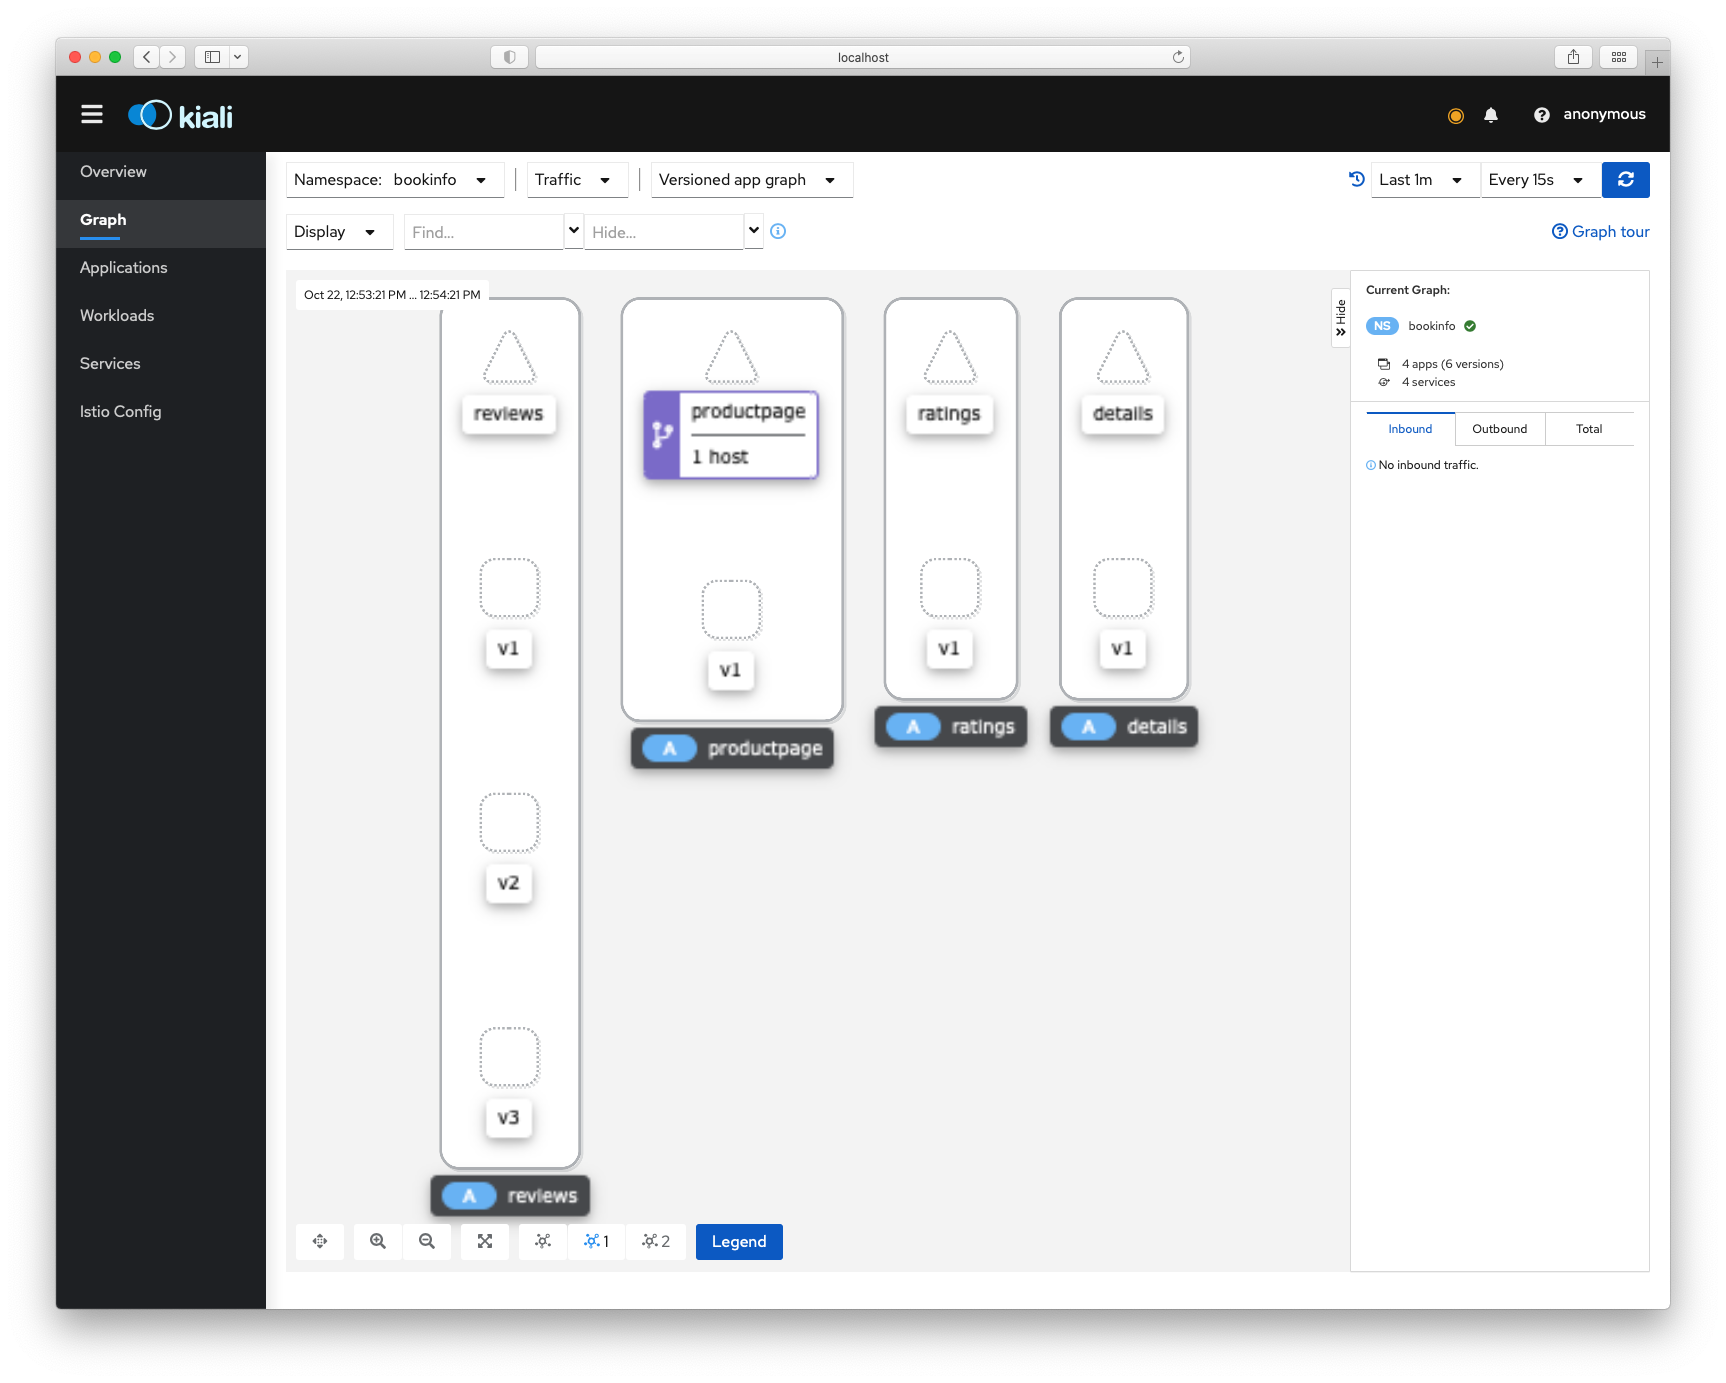 localhost
kiali
anonymous
Overview
Graph
Applications
Workloads
Services
Istio Config
Namespace: bookinfo
Traffic
Versioned app graph
Last 1m
Every 15s
Display
Find...
Hide...
Graph tour
Oct 22, 12:53:21 PM ... 12:54:21 PM
reviews
v1
v2
v3
A reviews
productpage
1 host
v1
A productpage
ratings
v1
A ratings
details
v1
A details
1
2
Legend
Hide
Current Graph:
NS bookinfo
4 apps (6 versions)
4 services
Inbound
Outbound
Total
No inbound traffic.